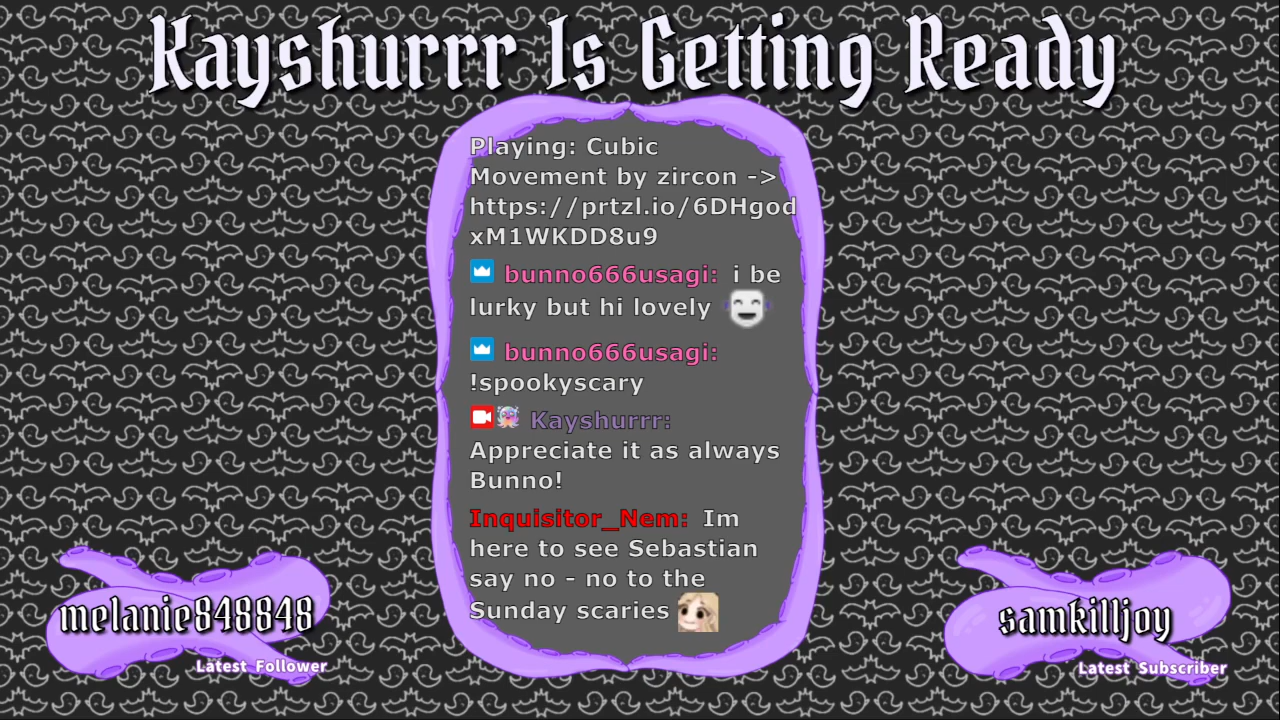 Kayshurrr Is Getting Ready
Playing: Cubic
Movement by zircon ->
https://prtzl.io/6DHgod
xM1WKDD8u9
bunno666usagi: i be
lurky but hi lovely
bunno666usagi:
!spookyscary
Kayshurrr:
Appreciate it as always
Bunno!
Inquisitor_Nem: Im
here to see Sebastian
say no - no to the
Sunday scaries
melanie848848
Latest Follower
samkilljoy
Latest Subscriber